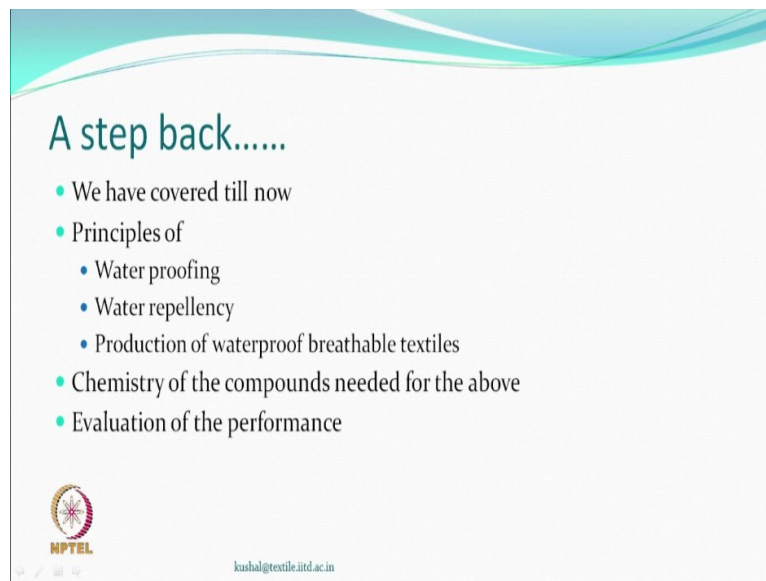 A step back......
We have covered till now
Principles of
Water proofing
Water repellency
Production of waterproof breathable textiles
Chemistry of the compounds needed for the above
Evaluation of the performance
NPTEL
kushal@textile.iitd.ac.in